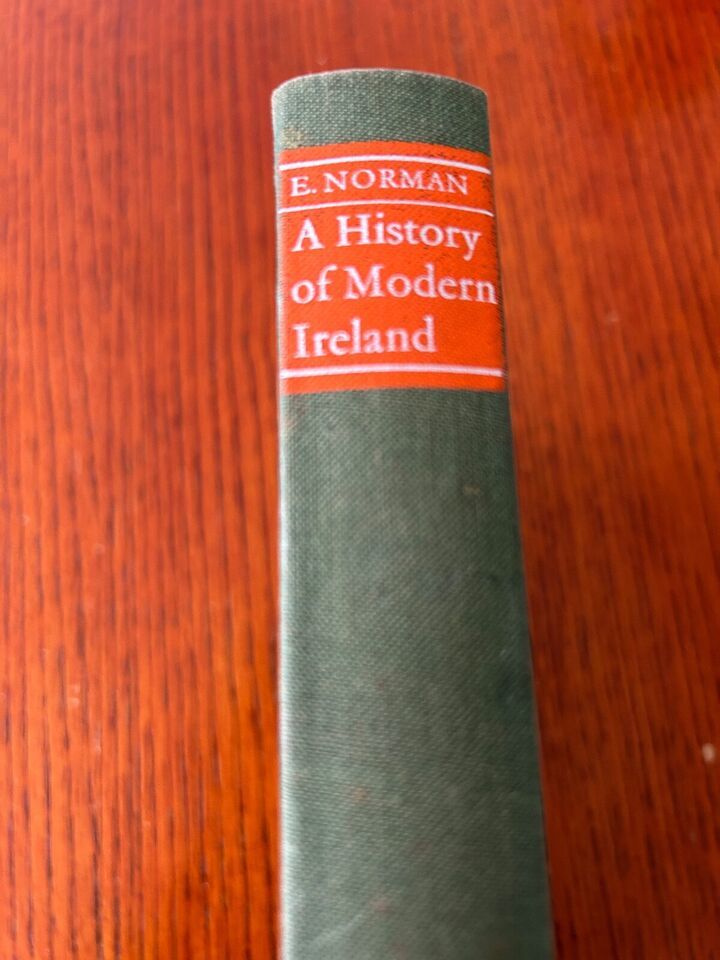 E. NORMAN
A History
of Modern
Ireland